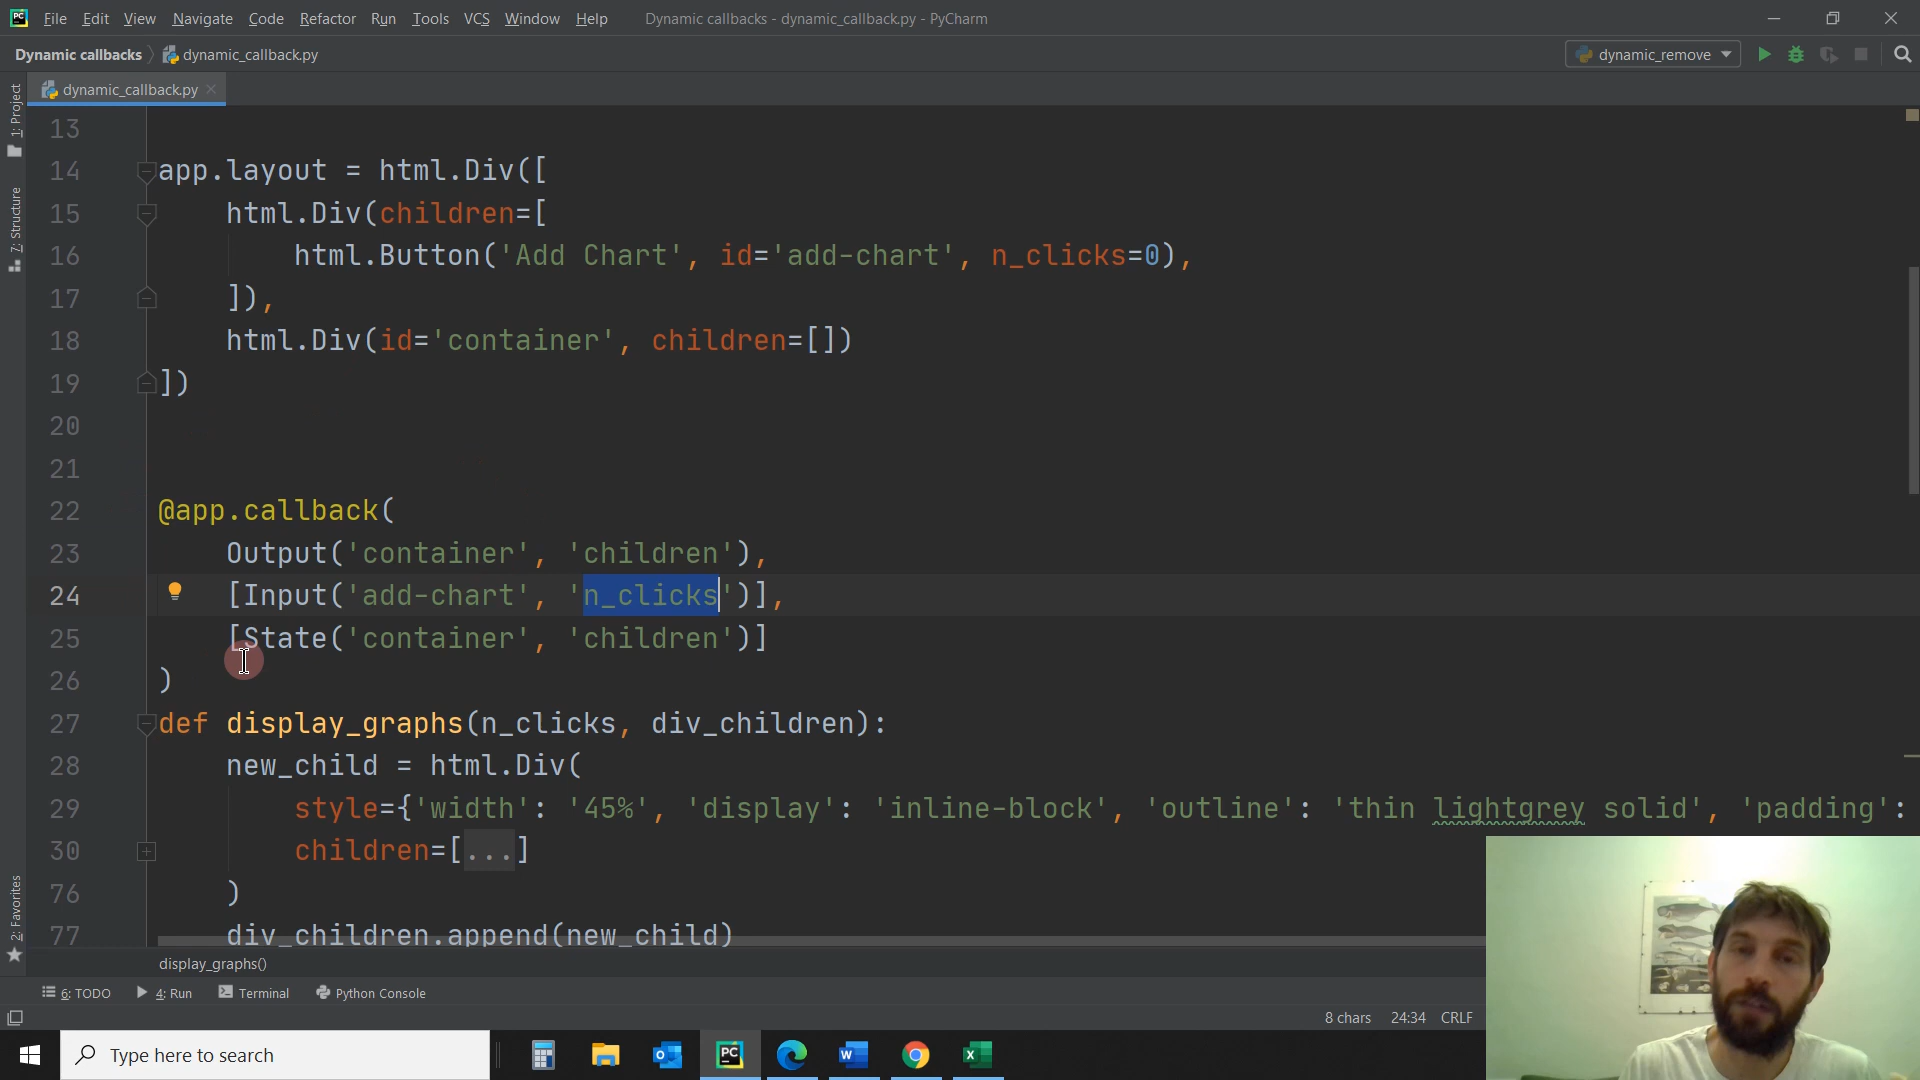 File Edit View Navigate Code Refactor Run Tools VCS Window Help Dynamic callbacks - dynamic_callback.py - PyCharm
Dynamic callbacks dynamic_callback.py dynamic_remove
1: Project
7: Structure
2: Favorites
dynamic_callback.py
13
14 app.layout = html.Div([
15 html.Div(children=[
16 html.Button('Add Chart', id='add-chart', n_clicks=0),
17 ]),
18 html.Div(id='container', children=[])
19 ])
20
21
22 @app.callback(
23 Output('container', 'children'),
24 [Input('add-chart', 'n_clicks')],
25 [State('container', 'children')]
26 )
27 def display_graphs(n_clicks, div_children):
28 new_child = html.Div(
29 style={'width': '45%', 'display': 'inline-block', 'outline': 'thin lightgrey solid', 'padding':
30 children=[...]
76 )
77 div_children.append(new_child)
display_graphs()
6: TODO 4: Run Terminal Python Console
8 chars 24:34 CRLF
Type here to search